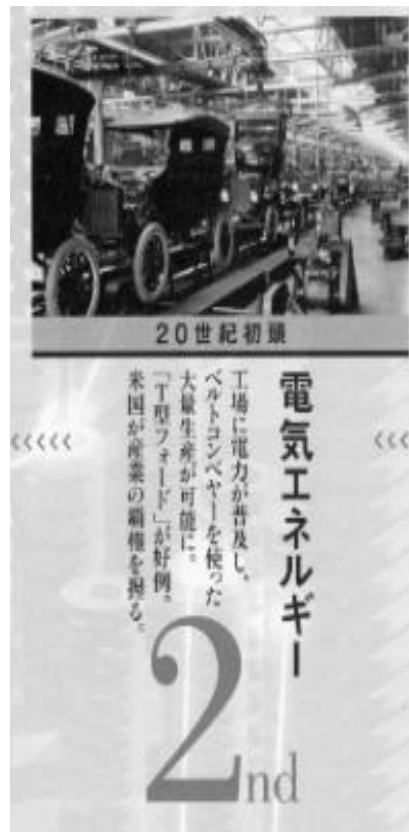 20世紀初頭
電気エネルギー
工場に電力が普及し、
ベルトコンベヤーを使った
大量生産が可能に。
「T型フォード」が好例。
米国が産業の覇権を握る。
2nd